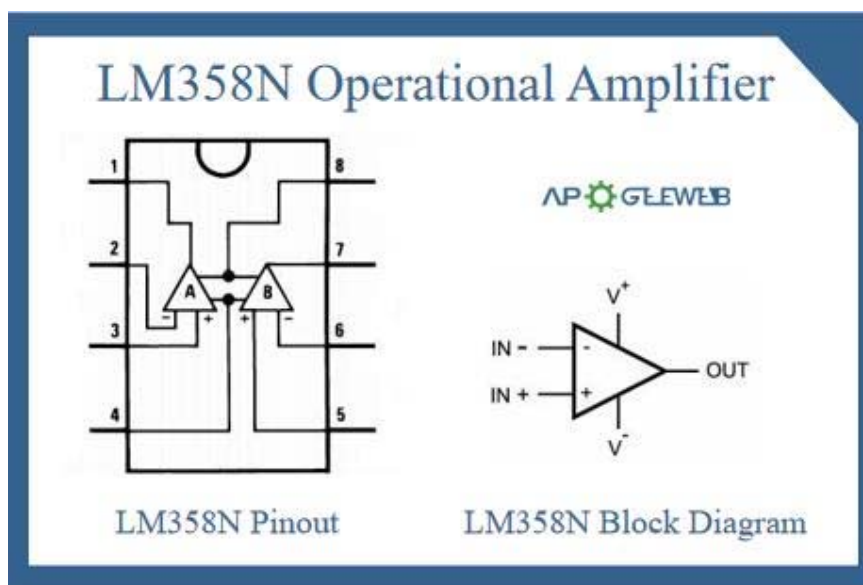 LM358N Operational Amplifier
1
8
2
7
A
B
-
+
+
-
3
6
4
5
LM358N Pinout
APOGEEWEB
V+
IN -
-
OUT
IN +
+
V-
LM358N Block Diagram